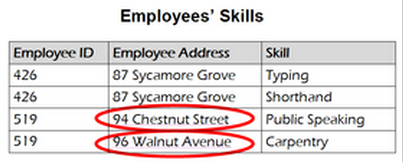 Employees' Skills
Employee ID Employee Address Skill
426 87 Sycamore Grove Typing
426 87 Sycamore Grove Shorthand
519 94 Chestnut Street Public Speaking
519 96 Walnut Avenue Carpentry